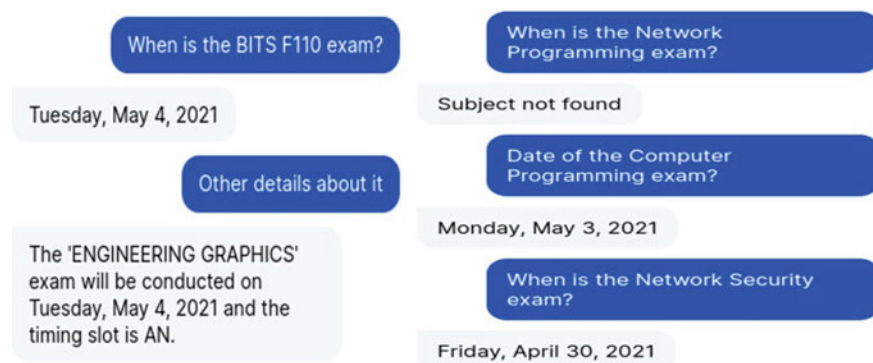 When is the BITS F110 exam?
Tuesday, May 4, 2021
Other details about it
The 'ENGINEERING GRAPHICS'
exam will be conducted on
Tuesday, May 4, 2021 and the
timing slot is AN.
When is the Network
Programming exam?
Subject not found
Date of the Computer
Programming exam?
Monday, May 3, 2021
When is the Network Security
exam?
Friday, April 30, 2021